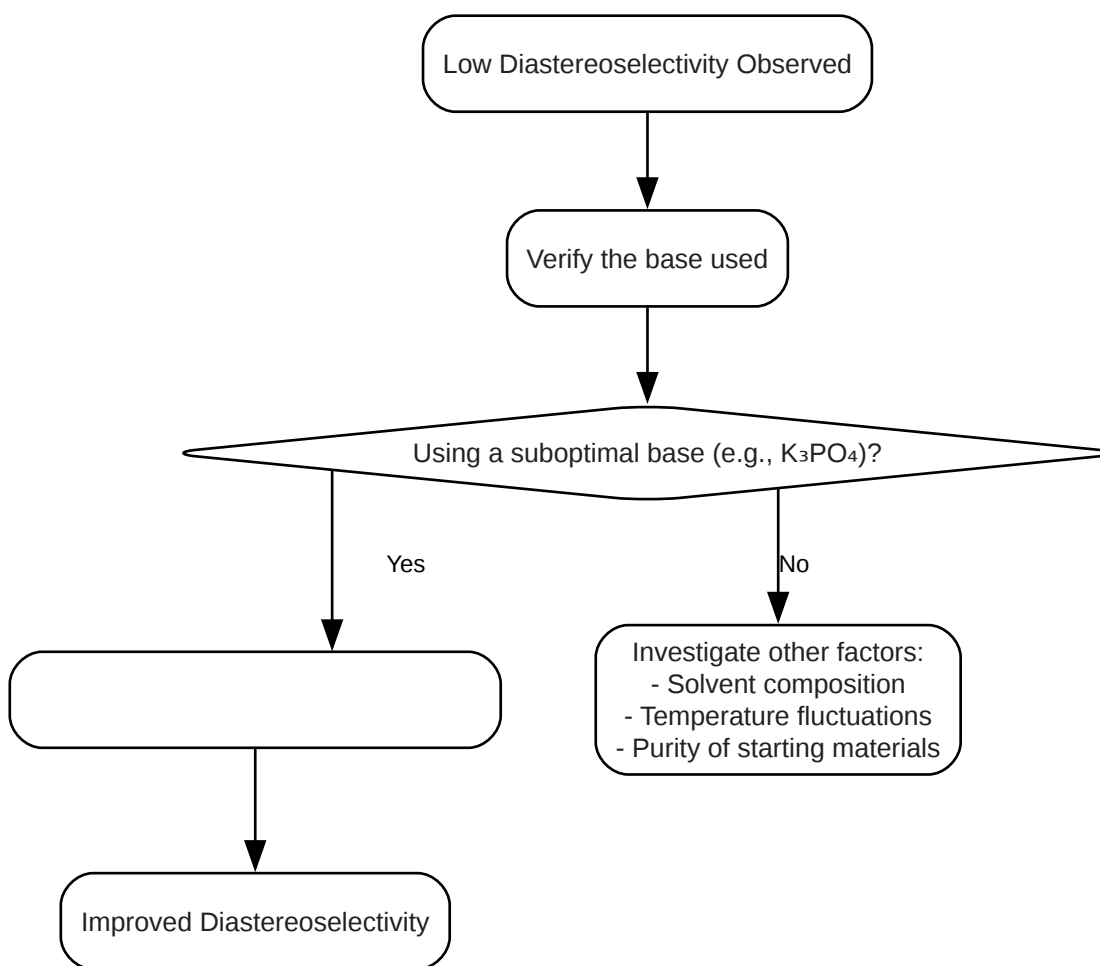 Low Diastereoselectivity Observed
Verify the base used
Using a suboptimal base (e.g., K₃PO₄)?
Yes
No
Investigate other factors:
- Solvent composition
- Temperature fluctuations
- Purity of starting materials
Improved Diastereoselectivity